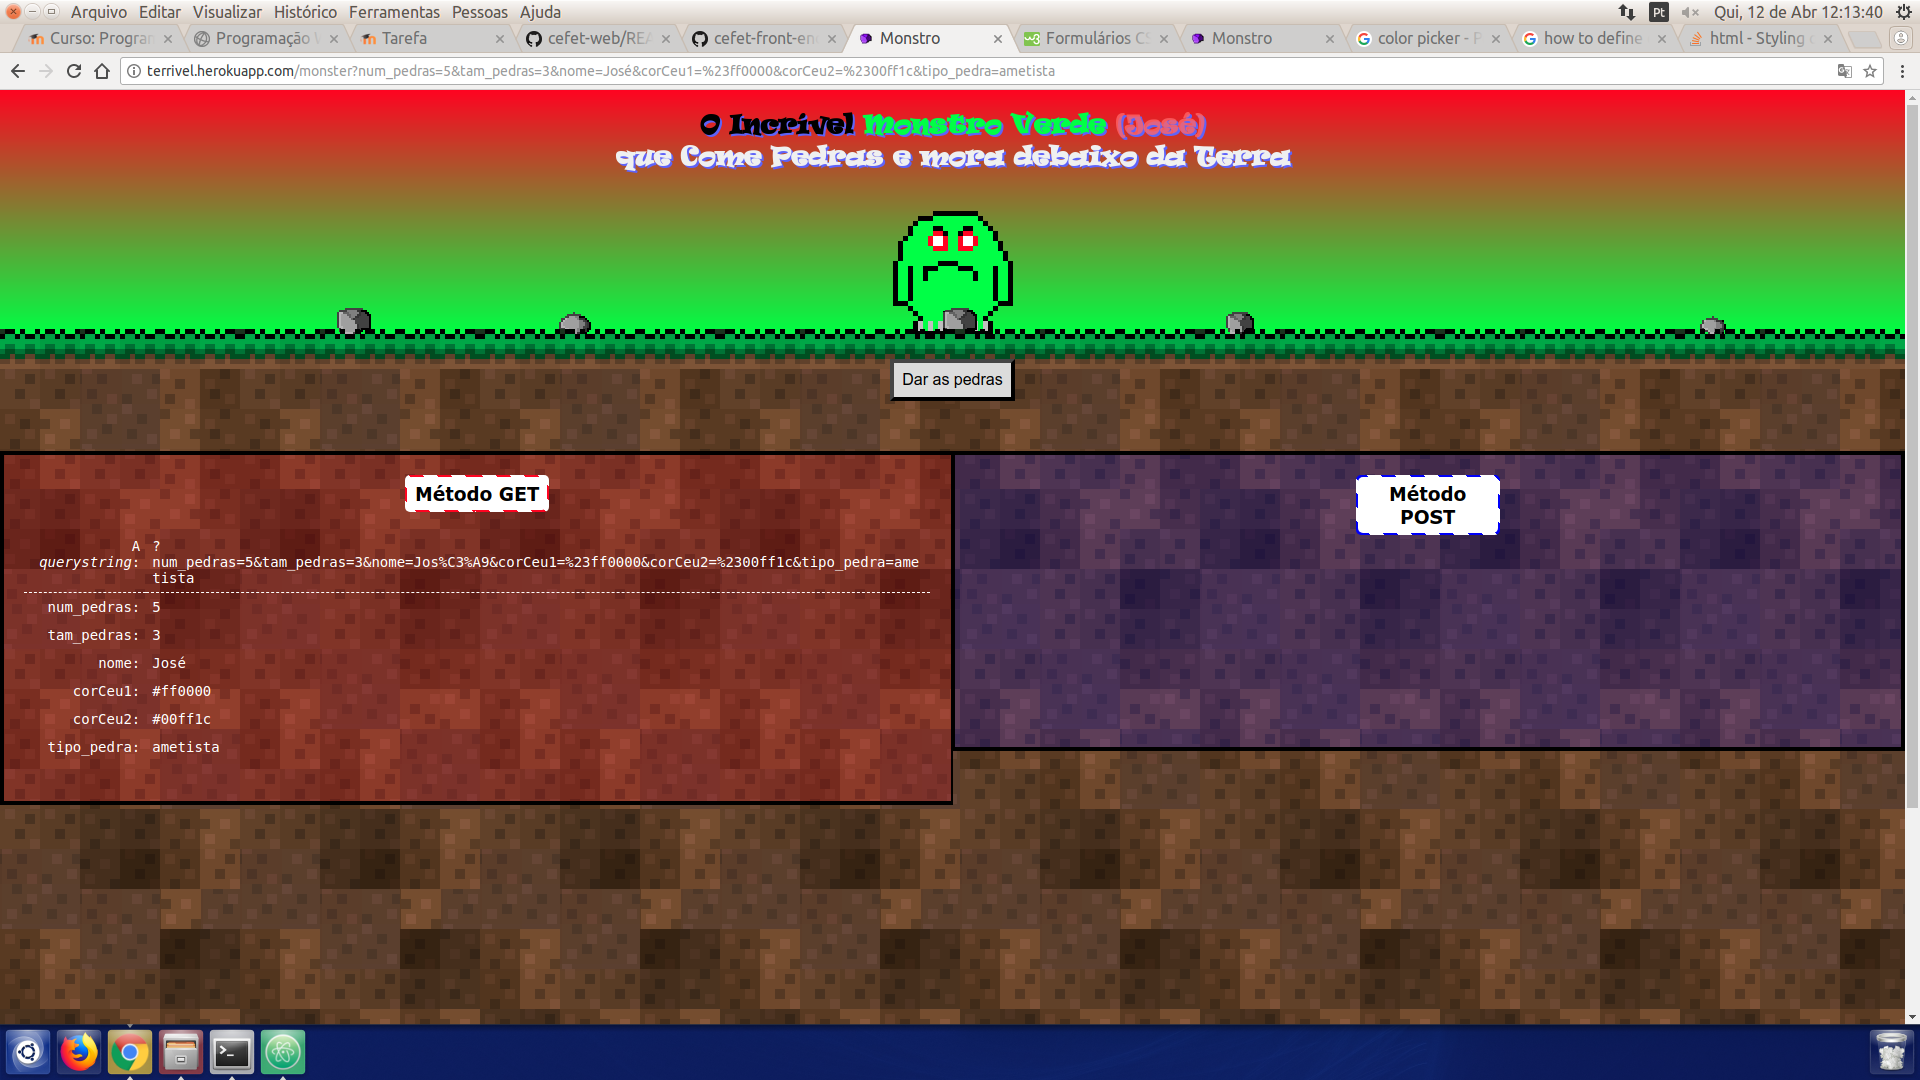 Arquivo Editar Visualizar Histórico Ferramentas Pessoas Ajuda
Pt
Qui, 12 de Abr 12:13:40
Curso: Progra
Programação
Tarefa
cefet-web/RE
cefet-front-en
Monstro
Formulários C
Monstro
color picker -
how to define
html - Styling
terrivel.herokuapp.com/monster?num_pedras=5&tam_pedras=3&nome=José&corCeu1=%23ff0000&corCeu2=%2300ff1c&tipo_pedra=ametista
O Incrível Monstro Verde (José)
que Come Pedras e mora debaixo da Terra
Dar as pedras
Método GET
A ?
querystring: num_pedras=5&tam_pedras=3&nome=Jos%C3%A9&corCeu1=%23ff0000&corCeu2=%2300ff1c&tipo_pedra=ame
tista
num_pedras: 5
tam_pedras: 3
nome: José
corCeu1: #ff0000
corCeu2: #00ff1c
tipo_pedra: ametista
Método
POST